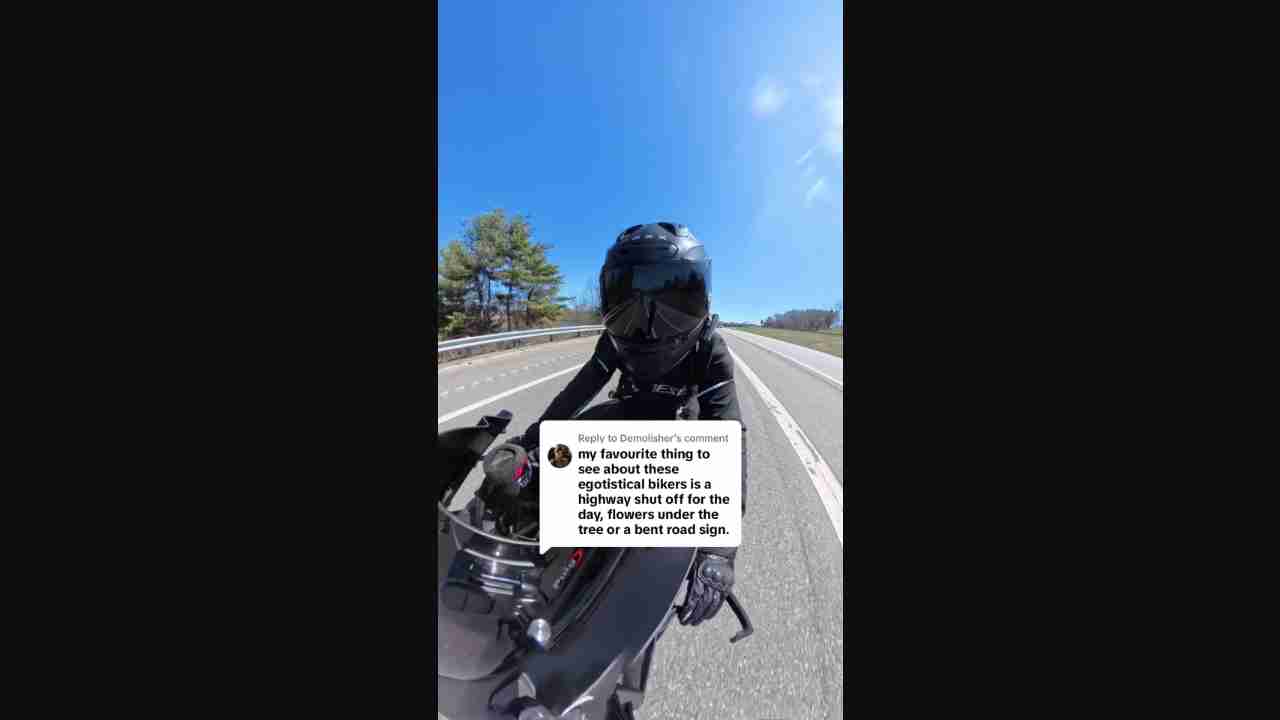 Reply to Demolisher's comment
my favourite thing to
see about these
egotistical bikers is a
highway shut off for the
day, flowers under the
tree or a bent road sign.